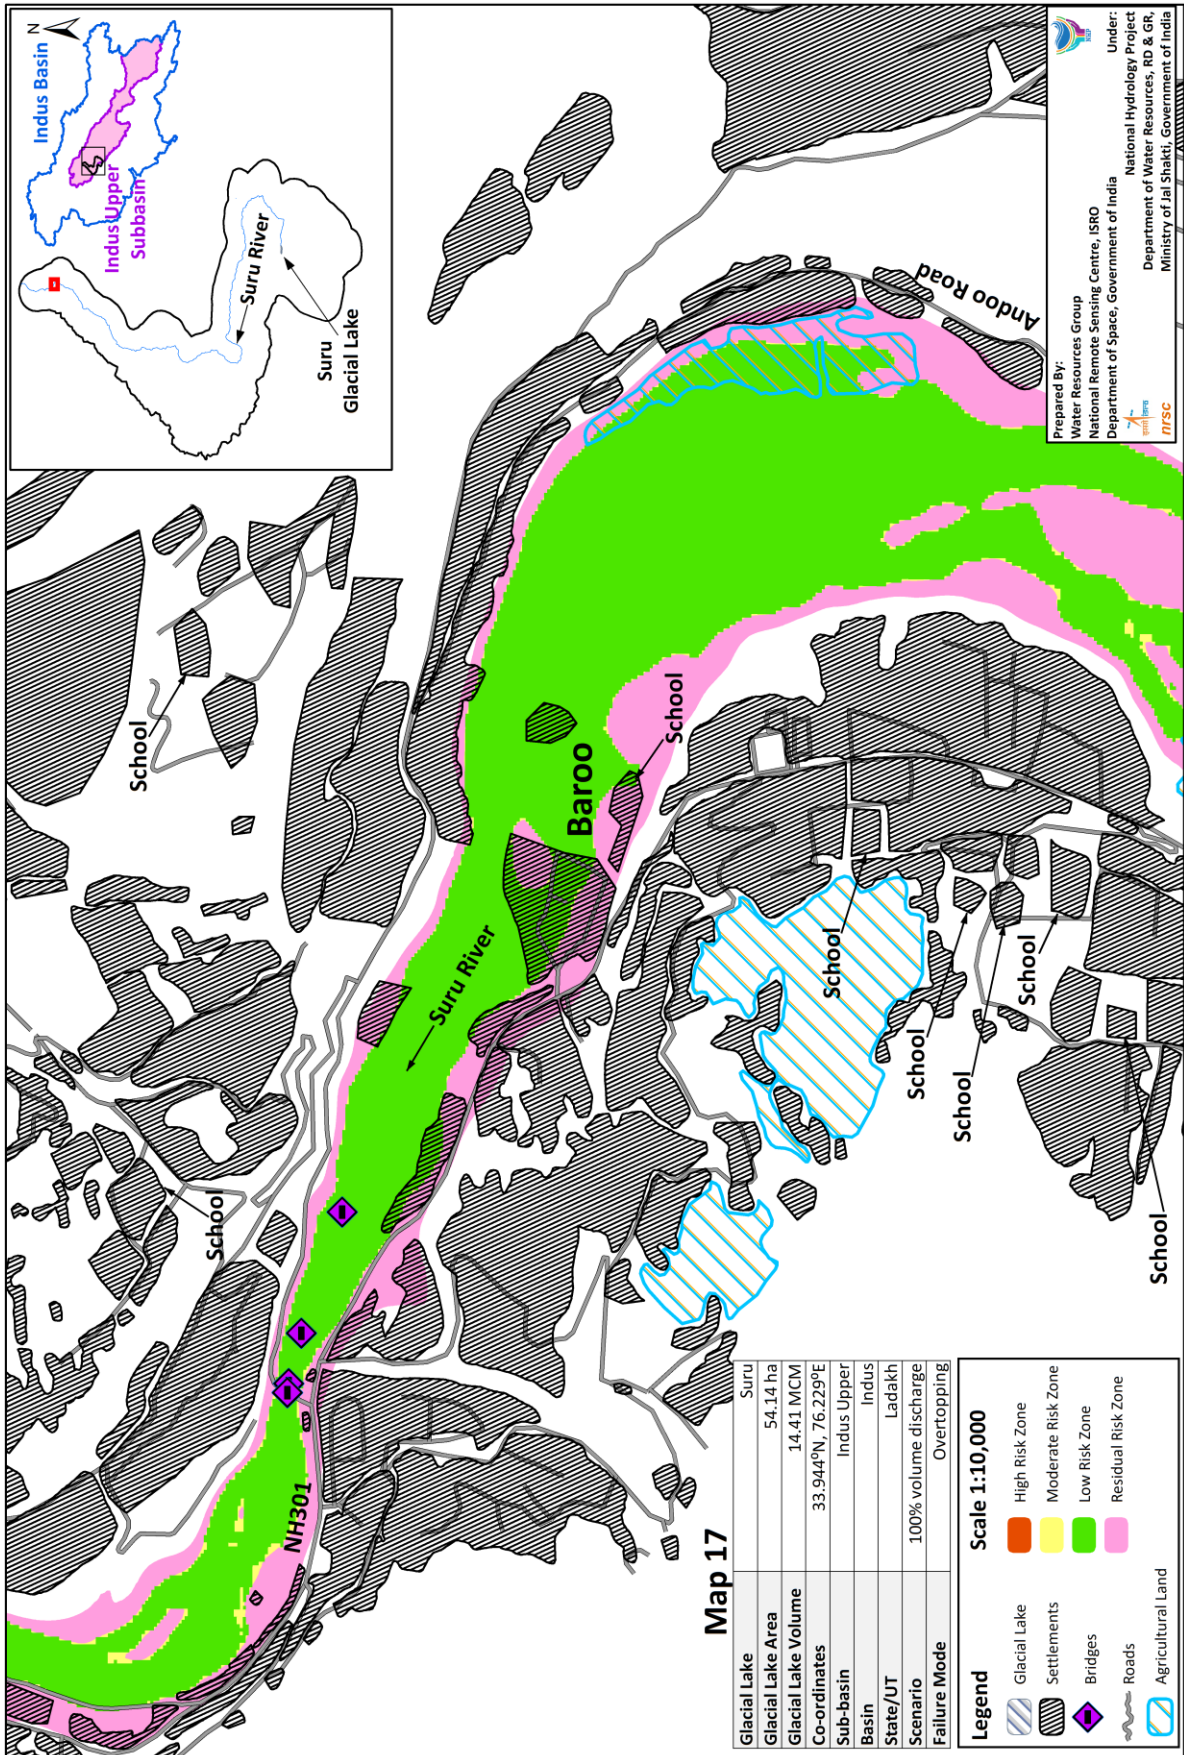 N
Indus Basin
Indus Upper
Subbasin
Suru River
Suru
Glacial Lake
School
School
NH301
Suru River
Baroo
School
Andoo Road
School
School
School
School
School
Map 17
Glacial Lake Suru
Glacial Lake Area 54.14 ha
Glacial Lake Volume 14.41 MCM
Co-ordinates 33.944°N, 76.229°E
Sub-basin Indus Upper
Basin Indus
State/UT Ladakh
Scenario 100% volume discharge
Failure Mode Overtopping
Legend
Scale 1:10,000
Glacial Lake
Settlements
Bridges
Roads
Agricultural Land
High Risk Zone
Moderate Risk Zone
Low Risk Zone
Residual Risk Zone
Prepared By:
Water Resources Group
National Remote Sensing Centre, ISRO
Department of Space, Government of India
nrsc
Under:
National Hydrology Project
Department of Water Resources, RD & GR,
Ministry of Jal Shakti, Government of India